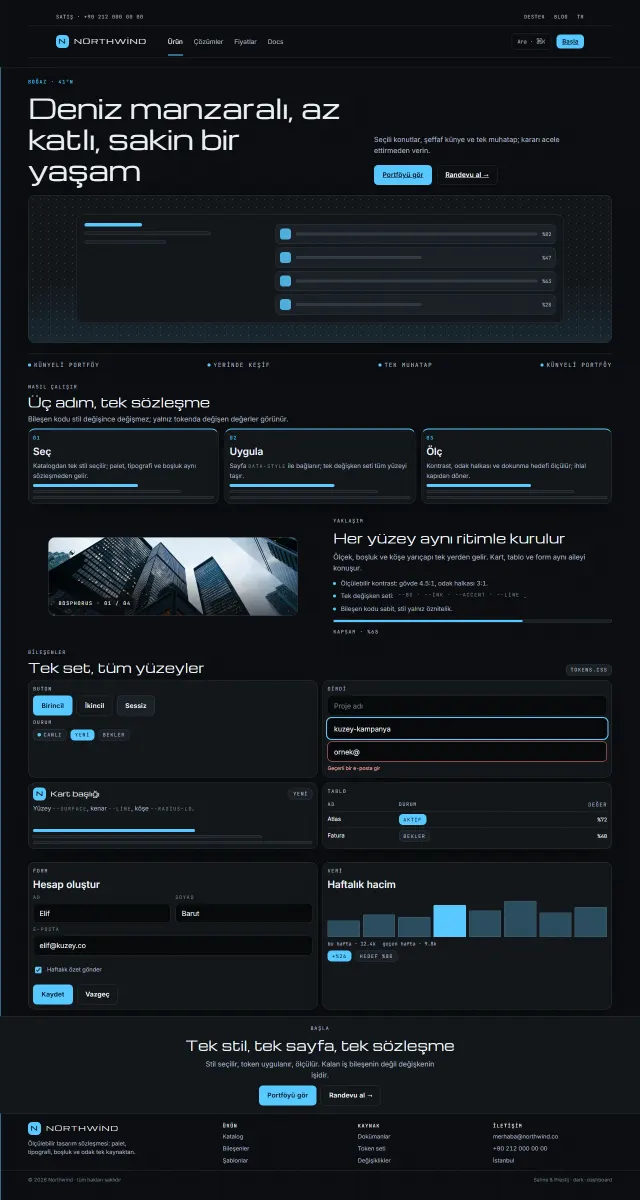 SATIŞ · +90 212 000 00 00
DESTEK BLOG TR
N NORTHWIND
Ürün Çözümler Fiyatlar Docs
Ara · ⌘K Başla
BOĞAZ · 41°N
Deniz manzaralı, az
katlı, sakin bir
yaşam
Seçili konutlar, şeffaf künye ve tek muhatap; kararı acele
ettirmeden verin.
Portföyü gör Randevu al →
%82
%47
%63
%28
KÜNYELİ PORTFÖY YERİNDE KEŞİF TEK MUHATAP KÜNYELİ PORTFÖY
NASIL ÇALIŞIR
Üç adım, tek sözleşme
Bileşen kodu stil değişince değişmez; yalnız tokenda değişen değerler görünür.
01
Seç
Katalogdan tek stil seçilir; palet, tipografi ve boşluk aynı
sözleşmeden gelir.
02
Uygula
Sayfa DATA-STYLE ile bağlanır; tek değişken seti tüm yüzeyi
taşır.
03
Ölç
Kontrast, odak halkası ve dokunma hedefi ölçülür; ihlal
kapıdan döner.
BOSPHORUS · 01 / 04
YAKLAŞIM
Her yüzey aynı ritimle kurulur
Ölçek, boşluk ve köşe yarıçapı tek yerden gelir. Kart, tablo ve form aynı aileyi
konuşur.
Ölçülebilir kontrast: gövde 4.5:1, odak halkası 3:1.
Tek değişken seti: --BG · --INK · --ACCENT · --LINE .
Bileşen kodu sabit, stil yalnız öznitelik.
KAPSAM · %68
BİLEŞENLER
Tek set, tüm yüzeyler
TOKENS.CSS
BUTON
Birincil İkincil Sessiz
DURUM
CANLI YENİ BEKLER
GİRDİ
Proje adı
kuzey-kampanya
ornek@
Geçerli bir e-posta gir
N Kart başlığı YENİ
Yüzey --SURFACE, kenar --LINE, köşe --RADIUS-LG.
TABLO
AD DURUM DEĞER
Atlas AKTİF %72
Fatura BEKLER %40
FORM
Hesap oluştur
AD SOYAD
Elif Barut
E-POSTA
elif@kuzey.co
Haftalık özet gönder
Kaydet Vazgeç
VERİ
Haftalık hacim
bu hafta · 12.4k geçen hafta · 9.8k
+%26 HEDEF %80
BAŞLA
Tek stil, tek sayfa, tek sözleşme
Stil seçilir, token uygulanır, ölçülür. Kalan iş bileşenin değil değişkenin
işidir.
Portföyü gör Randevu al →
N NORTHWIND
Ölçülebilir tasarım sözleşmesi: palet,
tipografi, boşluk ve odak tek kaynaktan.
ÜRÜN
Katalog
Bileşenler
Şablonlar
KAYNAK
Dokümanlar
Token seti
Değişiklikler
İLETİŞİM
merhaba@northwind.co
+90 212 000 00 00
İstanbul
© 2026 Northwind · tüm hakları saklıdır
Sahne & Prestij · dark-dashboard